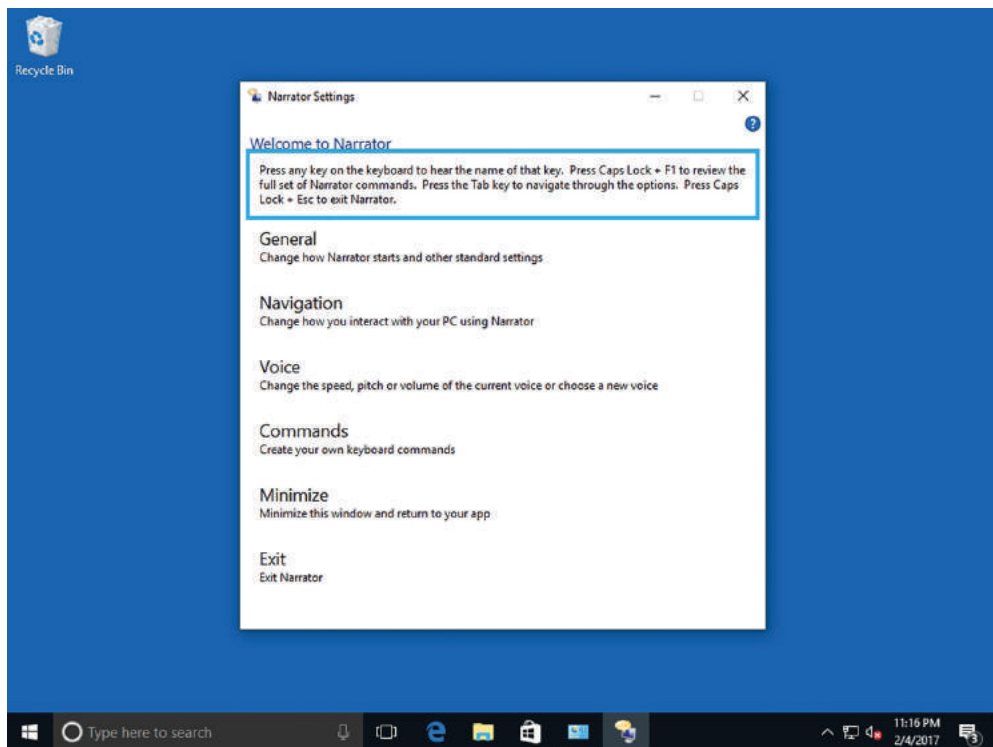 Recycle Bin
Narrator Settings
Welcome to Narrator
Press any key on the keyboard to hear the name of that key.  Press Caps Lock + F1 to review the
full set of Narrator commands.  Press the Tab key to navigate through the options.  Press Caps
Lock + Esc to exit Narrator.
General
Change how Narrator starts and other standard settings
Navigation
Change how you interact with your PC using Narrator
Voice
Change the speed, pitch or volume of the current voice or choose a new voice
Commands
Create your own keyboard commands
Minimize
Minimize this window and return to your app
Exit
Exit Narrator
Type here to search
11:16 PM
2/4/2017
3